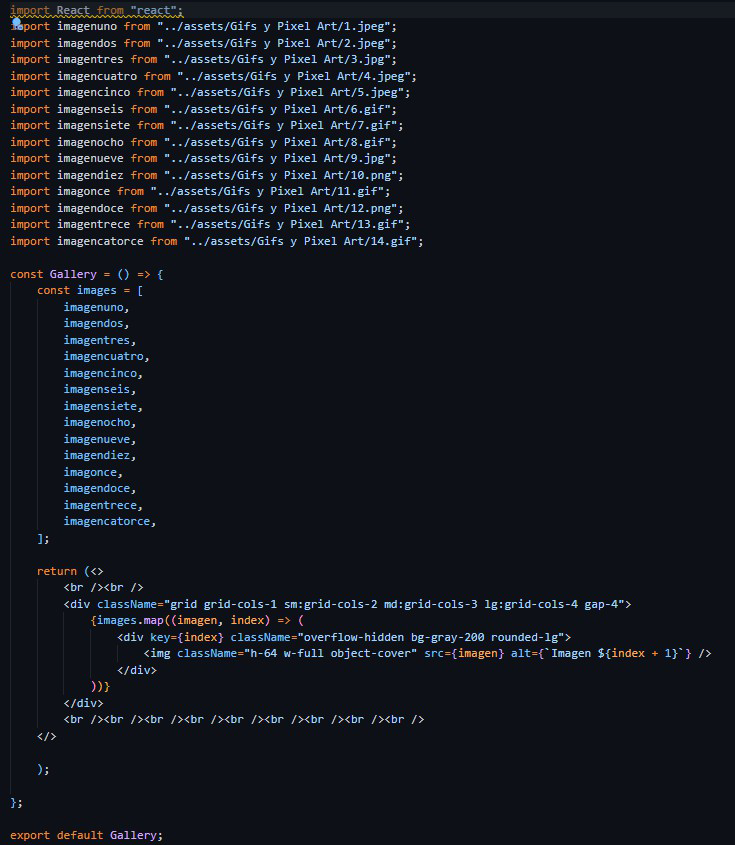 import React from "react";
import imagenuno from "../assets/Gifs y Pixel Art/1.jpeg";
import imagendos from "../assets/Gifs y Pixel Art/2.jpeg";
import imagentres from "../assets/Gifs y Pixel Art/3.jpg";
import imagencuatro from "../assets/Gifs y Pixel Art/4.jpeg";
import imagencinco from "../assets/Gifs y Pixel Art/5.jpeg";
import imagenseis from "../assets/Gifs y Pixel Art/6.gif";
import imagensiete from "../assets/Gifs y Pixel Art/7.gif";
import imagenocho from "../assets/Gifs y Pixel Art/8.gif";
import imagenueve from "../assets/Gifs y Pixel Art/9.jpg";
import imagendiez from "../assets/Gifs y Pixel Art/10.png";
import imagonce from "../assets/Gifs y Pixel Art/11.gif";
import imagendoce from "../assets/Gifs y Pixel Art/12.png";
import imagentrece from "../assets/Gifs y Pixel Art/13.gif";
import imagencatorce from "../assets/Gifs y Pixel Art/14.gif";
const Gallery = () => {
const images = [
imagenuno,
imagendos,
imagentres,
imagencuatro,
imagencinco,
imagenseis,
imagensiete,
imagenocho,
imagenueve,
imagendiez,
imagonce,
imagendoce,
imagentrece,
imagencatorce,
];
return (<>
<br /><br />
<div className="grid grid-cols-1 sm:grid-cols-2 md:grid-cols-3 lg:grid-cols-4 gap-4">
{images.map((imagen, index) => (
<div key={index} className="overflow-hidden bg-gray-200 rounded-lg">
<img className="h-64 w-full object-cover" src={imagen} alt={`Imagen ${index + 1}`} />
</div>
))}
</div>
<br /><br /><br /><br /><br /><br /><br /><br /><br />
</>
);
};
export default Gallery;